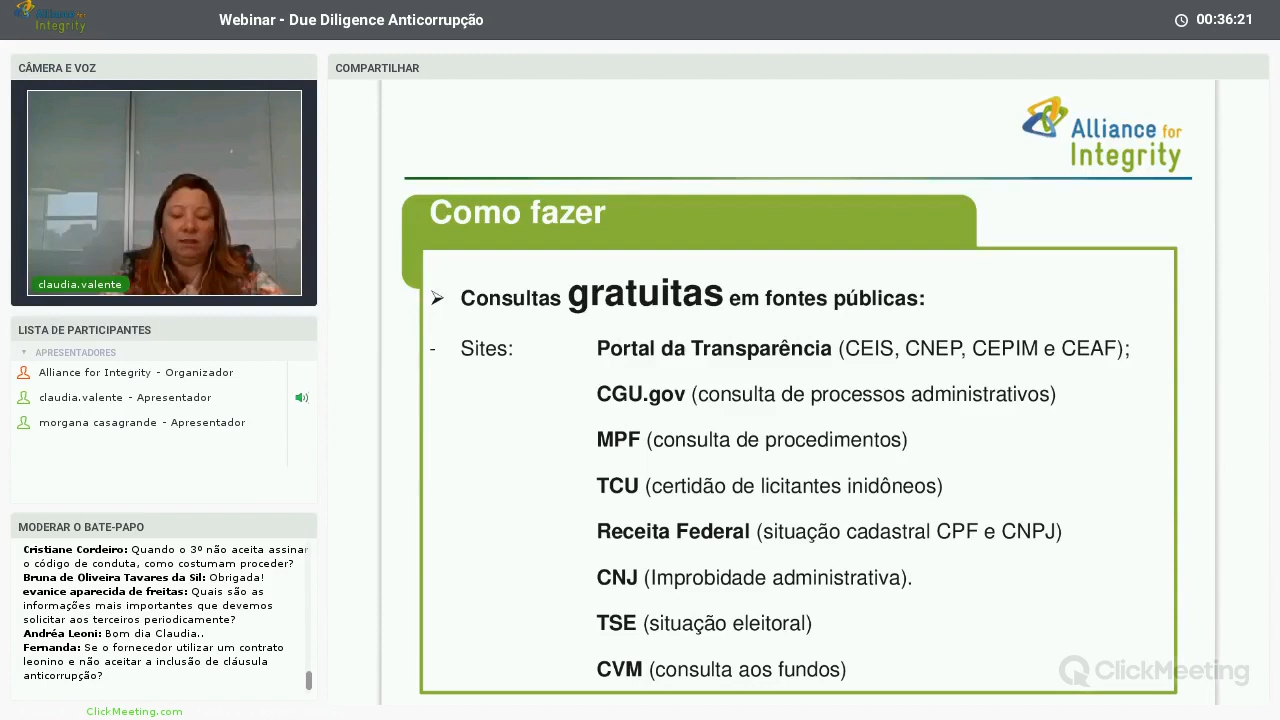 Alliance for
Integrity
Webinar - Due Diligence Anticorrupção
00:36:21
CÂMERA E VOZ
claudia.valente
LISTA DE PARTICIPANTES
APRESENTADORES
Alliance for Integrity - Organizador
claudia.valente - Apresentador
morgana casagrande - Apresentador
MODERAR O BATE-PAPO
Cristiane Cordeiro: Quando o 3º não aceita assinar
o código de conduta, como costumam proceder?
Bruna de Oliveira Tavares da Sil: Obrigada!
evanice aparecida de freitas: Quais são as
informações mais importantes que devemos
solicitar aos terceiros periodicamente?
Andréa Leoni: Bom dia Claudia..
Fernanda: Se o fornecedor utilizar um contrato
leonino e não aceitar a inclusão de cláusula
anticorrupção?
ClickMeeting.com
COMPARTILHAR
Alliance for
Integrity
Como fazer
➢ Consultas gratuitas em fontes públicas:
- Sites: Portal da Transparência (CEIS, CNEP, CEPIM e CEAF);
CGU.gov (consulta de processos administrativos)
MPF (consulta de procedimentos)
TCU (certidão de licitantes inidôneos)
Receita Federal (situação cadastral CPF e CNPJ)
CNJ (Improbidade administrativa).
TSE (situação eleitoral)
CVM (consulta aos fundos)
ClickMeeting